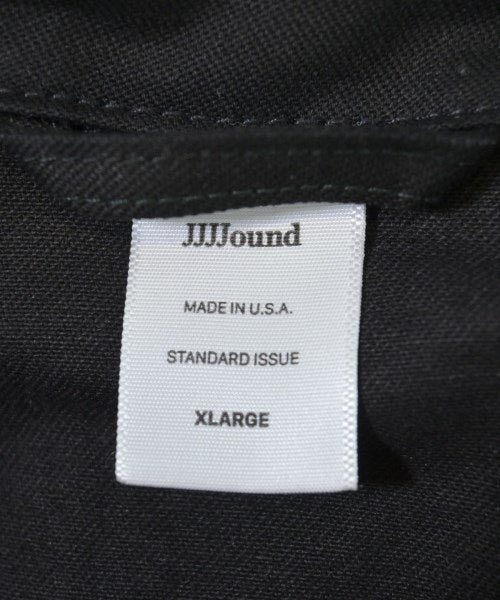 JJJJound
MADE IN U.S.A.
STANDARD ISSUE
XLARGE